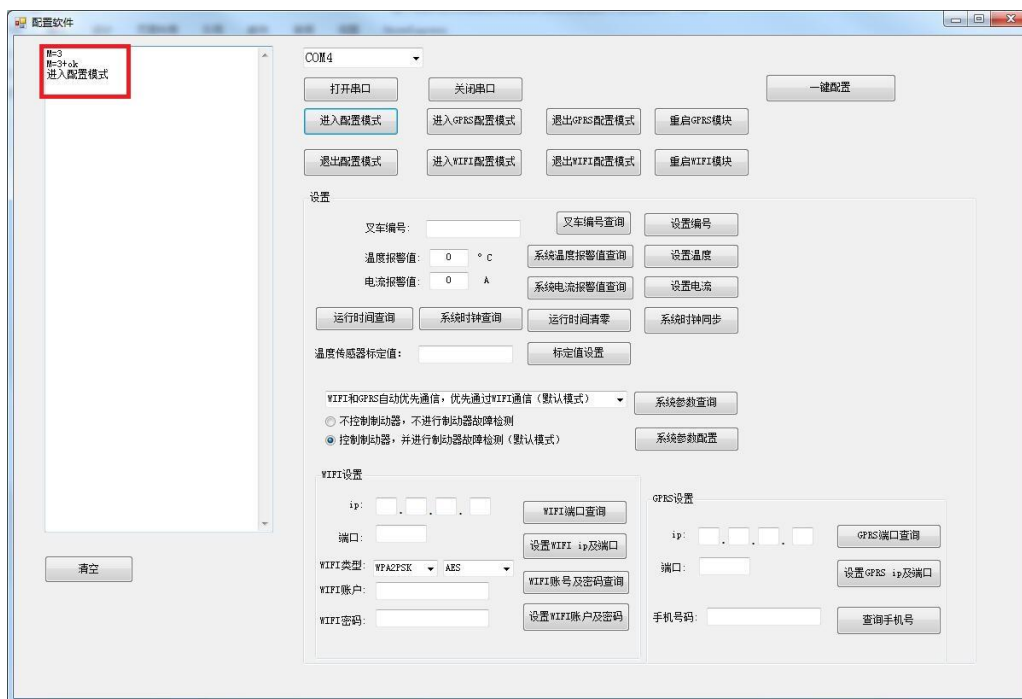 配置软件
M=3
M=3+ok
进入配置模式
COM4
打开串口 关闭串口 一键配置
进入配置模式 进入GPRS配置模式 退出GPRS配置模式 重启GPRS模块
退出配置模式 进入WIFI配置模式 退出WIFI配置模式 重启WIFI模块
设置
叉车编号: 叉车编号查询 设置编号
温度报警值: 0 °C 系统温度报警值查询 设置温度
电流报警值: 0 A 系统电流报警值查询 设置电流
运行时间查询 系统时钟查询 运行时间清零 系统时钟同步
温度传感器标定值: 标定值设置
WIFI和GPRS自动优先通信，优先通过WIFI通信（默认模式） 系统参数查询
不控制制动器，不进行制动器故障检测
控制制动器，并进行制动器故障检测（默认模式） 系统参数配置
WIFI设置
ip: . . . WIFI端口查询
端口: 设置WIFI ip及端口
WIFI类型: WPA2PSK AES
WIFI账户: WIFI账号及密码查询
WIFI密码: 设置WIFI账户及密码
GPRS设置
ip: . . . GPRS端口查询
端口: 设置GPRS ip及端口
手机号码: 查询手机号
清空